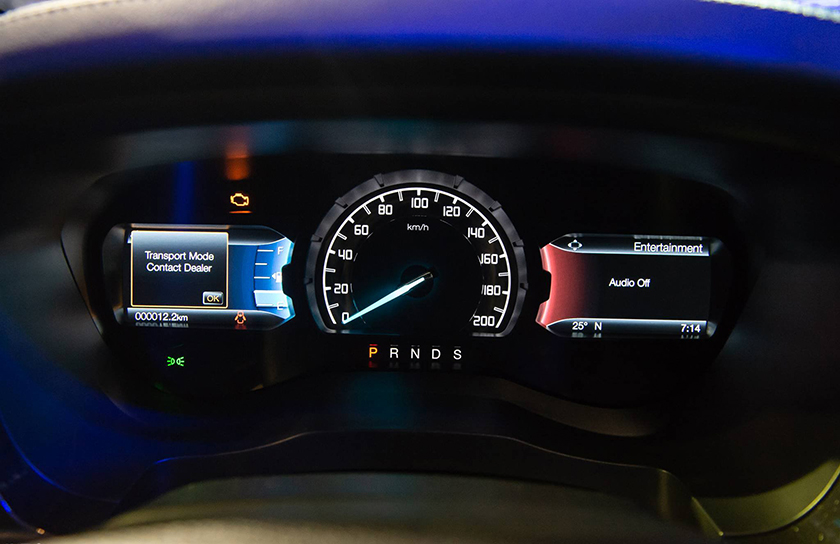 Transport Mode
Contact Dealer
OK
000012.2km
F
E
0 20 40 60 80 100 120 140 160 180 200
km/h
P R N D S
Entertainment
Audio Off
25° N 7:14